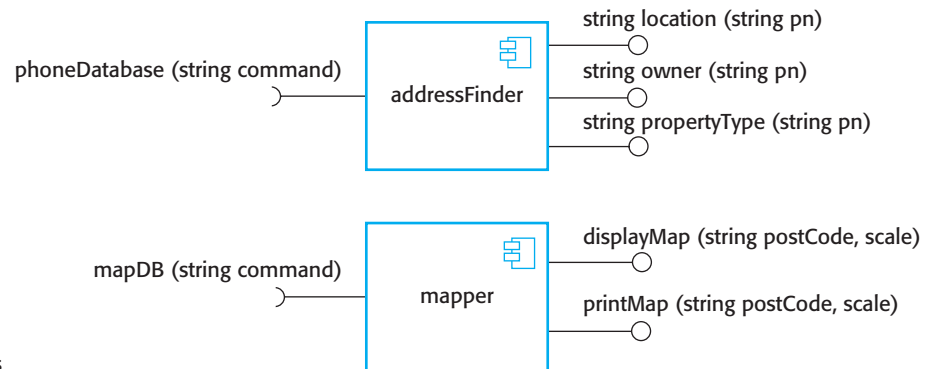 string location (string pn)
phoneDatabase (string command)
string owner (string pn)
addressFinder
string propertyType (string pn)
displayMap (string postCode, scale)
mapDB (string command)
mapper
printMap (string postCode, scale)
s